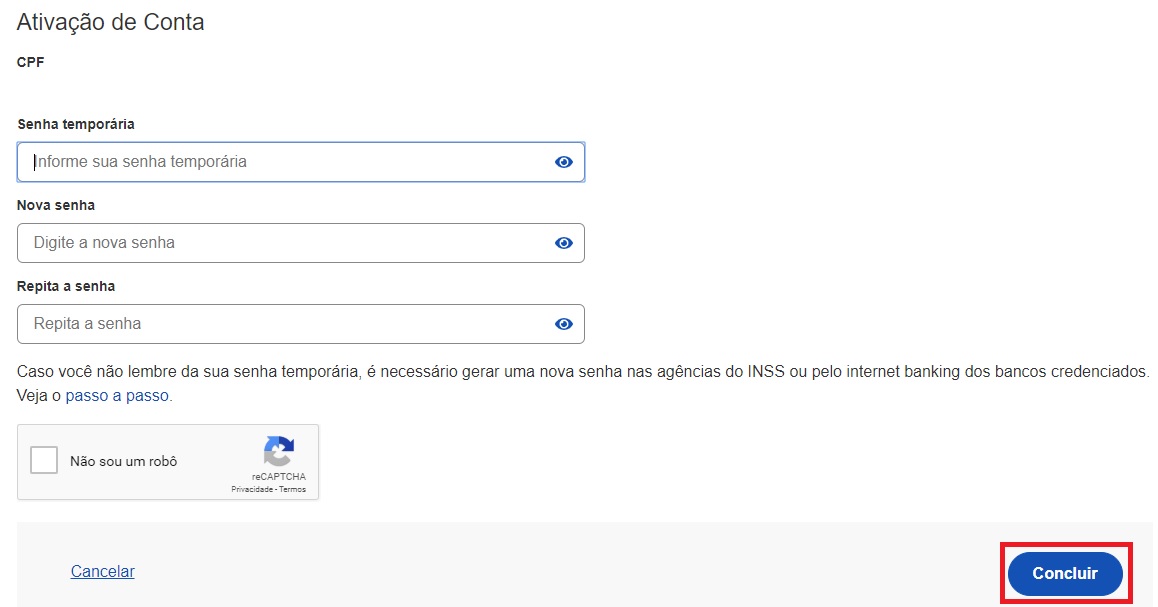 Ativação de Conta
CPF
Senha temporária
Informe sua senha temporária
Nova senha
Digite a nova senha
Repita a senha
Repita a senha
Caso você não lembre da sua senha temporária, é necessário gerar uma nova senha nas agências do INSS ou pelo internet banking dos bancos credenciados.
Veja o passo a passo.
Não sou um robô
reCAPTCHA
Privacidade - Termos
Cancelar
Concluir